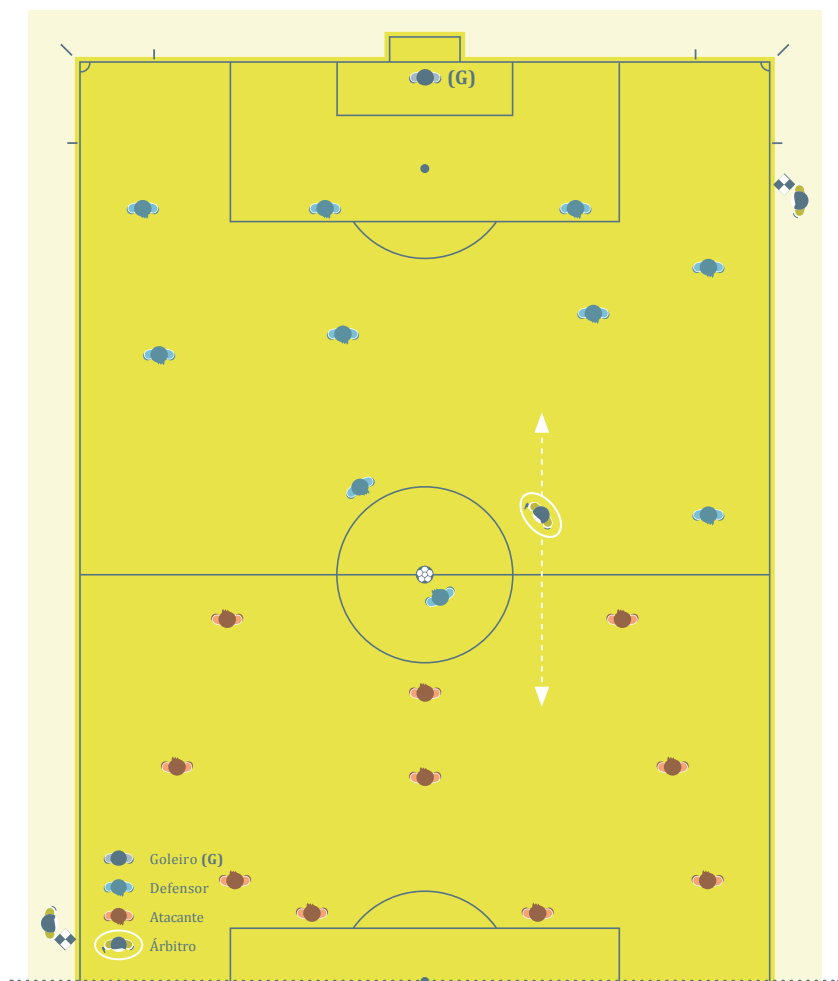 (G)
Goleiro (G)
Defensor
Atacante
Árbitro